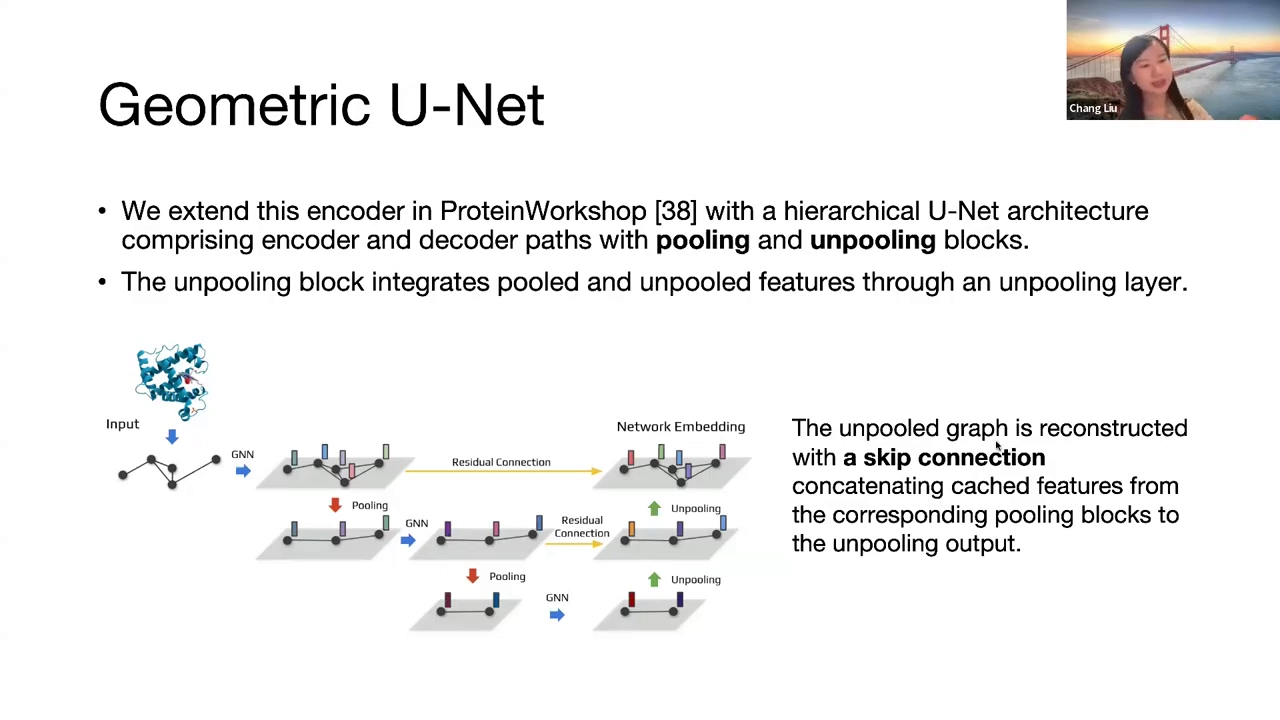 Chang Liu
Geometric U-Net
• We extend this encoder in ProteinWorkshop [38] with a hierarchical U-Net architecture
comprising encoder and decoder paths with pooling and unpooling blocks.
• The unpooling block integrates pooled and unpooled features through an unpooling layer.
Input
GNN
Residual Connection
Network Embedding
Pooling
GNN
Residual
Connection
Unpooling
Pooling
GNN
Unpooling
The unpooled graph is reconstructed
with a skip connection
concatenating cached features from
the corresponding pooling blocks to
the unpooling output.